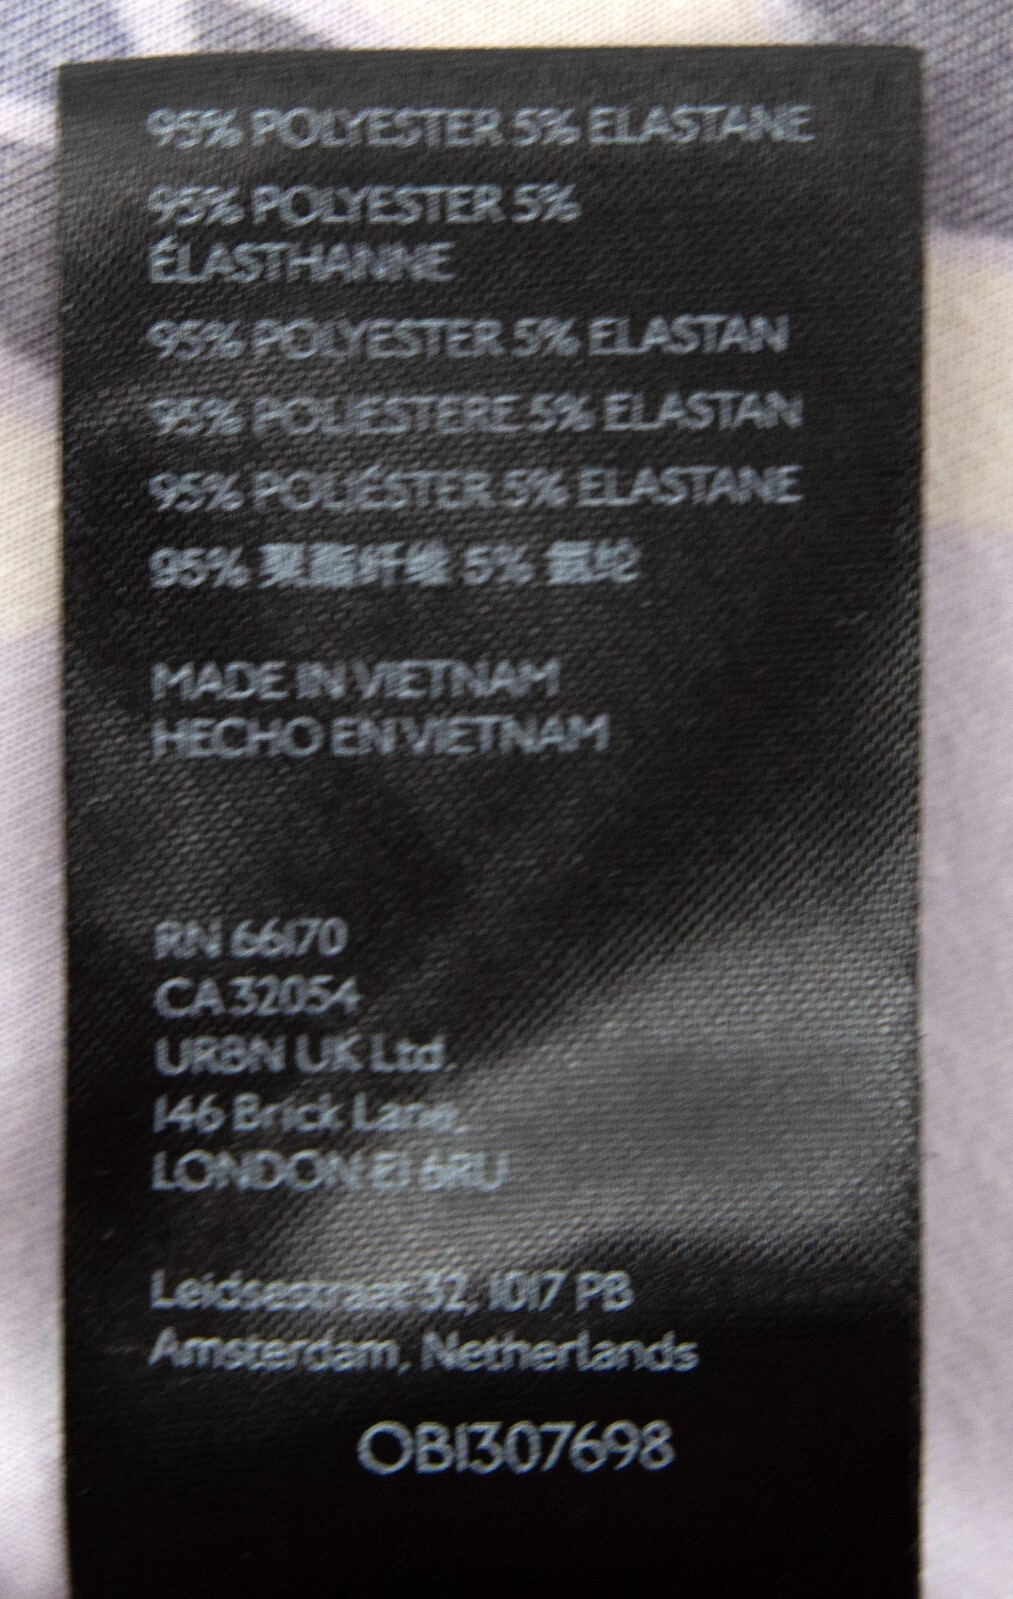 95% POLYESTER 5% ELASTANE
95% POLYESTER 5%
ÉLASTHANNE
95% POLYESTER 5% ELASTAN
95% POLIESTERE 5% ELASTAN
95% POLIÉSTER 5% ELASTANE
95% 聚酯纤维 5% 氨纶
MADE IN VIETNAM
HECHO EN VIETNAM
RN 66170
CA 32054
URBN UK Ltd.
146 Brick Lane,
LONDON E1 6RU
Leidsestraat 32, 1017 PB
Amsterdam, Netherlands
OB1307698